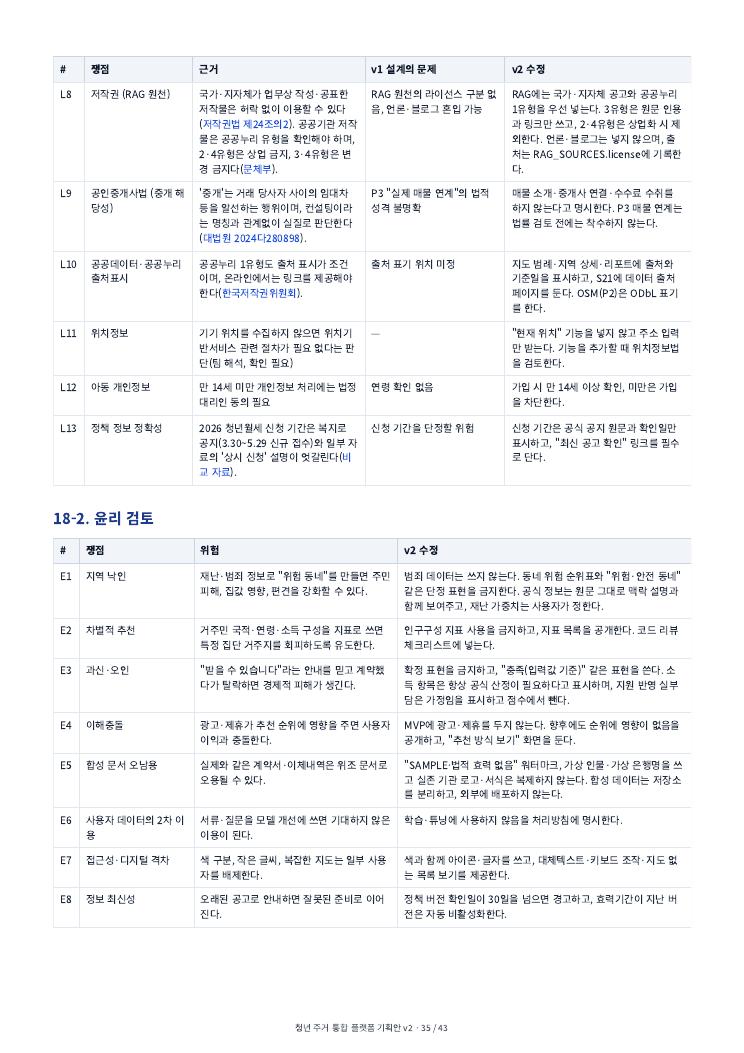 # 쟁점 근거 v1 설계의 문제 v2 수정
L8 저작권 (RAG 원천)
국가·지자체가 업무상 작성·공표한
저작물은 허락 없이 이용할 수 있다
(저작권법 제24조의2). 공공기관 저작
물은 공공누리 유형을 확인해야 하며,
2·4유형은 상업 금지, 3·4유형은 변
경 금지다(문체부).
RAG 원천의 라이선스 구분 없
음, 언론·블로그 혼입 가능
RAG에는 국가·지자체 공고와 공공누리
1유형을 우선 넣는다. 3유형은 원문 인용
과 링크만 쓰고, 2·4유형은 상업화 시 제
외한다. 언론·블로그는 넣지 않으며, 출
처는 RAG_SOURCES.license에 기록한
다.
L9 공인중개사법 (중개 해
당성)
'중개'는 거래 당사자 사이의 임대차
등을 알선하는 행위이며, 컨설팅이라
는 명칭과 관계없이 실질로 판단한다
(대법원 2024다280898).
P3 "실제 매물 연계"의 법적
성격 불명확
매물 소개·중개사 연결·수수료 수취를
하지 않는다고 명시한다. P3 매물 연계는
법률 검토 전에는 착수하지 않는다.
L10 공공데이터·공공누리
출처표시
공공누리 1유형도 출처 표시가 조건
이며, 온라인에서는 링크를 제공해야
한다(한국저작권위원회).
출처 표기 위치 미정
지도 범례·지역 상세·리포트에 출처와
기준일을 표시하고, S21에 데이터 출처
페이지를 둔다. OSM(P2)은 ODbL 표기
를 한다.
L11 위치정보
기기 위치를 수집하지 않으면 위치기
반서비스 관련 절차가 필요 없다는 판
단(팀 해석, 확인 필요)
—
"현재 위치" 기능을 넣지 않고 주소 입력
만 받는다. 기능을 추가할 때 위치정보법
을 검토한다.
L12 아동 개인정보
만 14세 미만 개인정보 처리에는 법정
대리인 동의 필요
연령 확인 없음
가입 시 만 14세 이상 확인, 미만은 가입
을 차단한다.
L13 정책 정보 정확성
2026 청년월세 신청 기간은 복지로
공지(3.30~5.29 신규 접수)와 일부 자
료의 '상시 신청' 설명이 엇갈린다(비
교 자료).
신청 기간을 단정할 위험
신청 기간은 공식 공지 원문과 확인일만
표시하고, "최신 공고 확인" 링크를 필수
로 단다.
18-2. 윤리 검토
# 쟁점 위험 v2 수정
E1 지역 낙인
재난·범죄 정보로 "위험 동네"를 만들면 주민
피해, 집값 영향, 편견을 강화할 수 있다.
범죄 데이터는 쓰지 않는다. 동네 위험 순위표와 "위험·안전 동네"
같은 단정 표현을 금지한다. 공식 정보는 원문 그대로 맥락 설명과
함께 보여주고, 재난 가중치는 사용자가 정한다.
E2 차별적 추천
거주민 국적·연령·소득 구성을 지표로 쓰면
특정 집단 거주지를 회피하도록 유도한다.
인구구성 지표 사용을 금지하고, 지표 목록을 공개한다. 코드 리뷰
체크리스트에 넣는다.
E3 과신·오인
"받을 수 있습니다"라는 안내를 믿고 계약했
다가 탈락하면 경제적 피해가 생긴다.
확정 표현을 금지하고, "충족(입력값 기준)" 같은 표현을 쓴다. 소
득 항목은 항상 공식 산정이 필요하다고 표시하며, 지원 반영 실부
담은 가정임을 표시하고 점수에서 뺀다.
E4 이해충돌
광고·제휴가 추천 순위에 영향을 주면 사용자
이익과 충돌한다.
MVP에 광고·제휴를 두지 않는다. 향후에도 순위에 영향이 없음을
공개하고, "추천 방식 보기" 화면을 둔다.
E5 합성 문서 오남용
실제와 같은 계약서·이체내역은 위조 문서로
오용될 수 있다.
"SAMPLE·법적 효력 없음" 워터마크, 가상 인물·가상 은행명을 쓰
고 실존 기관 로고·서식은 복제하지 않는다. 합성 데이터는 저장소
를 분리하고, 외부에 배포하지 않는다.
E6 사용자 데이터의 2차 이
용
서류·질문을 모델 개선에 쓰면 기대하지 않은
이용이 된다.
학습·튜닝에 사용하지 않음을 처리방침에 명시한다.
E7 접근성·디지털 격차
색 구분, 작은 글씨, 복잡한 지도는 일부 사용
자를 배제한다.
색과 함께 아이콘·글자를 쓰고, 대체텍스트·키보드 조작·지도 없
는 목록 보기를 제공한다.
E8 정보 최신성
오래된 공고로 안내하면 잘못된 준비로 이어
진다.
정책 버전 확인일이 30일을 넘으면 경고하고, 효력기간이 지난 버
전은 자동 비활성화한다.
청년 주거 통합 플랫폼 기획안 v2 · 35 / 43